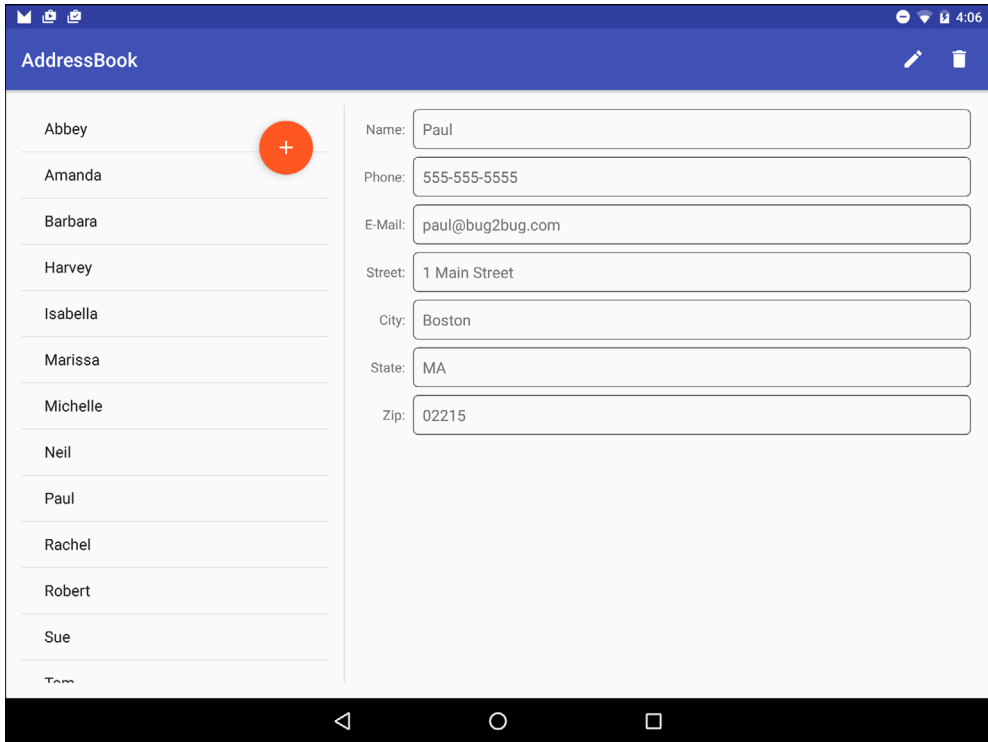 4:06
AddressBook
Abbey
Amanda
Barbara
Harvey
Isabella
Marissa
Michelle
Neil
Paul
Rachel
Robert
Sue
Tom
Name: Paul
Phone: 555-555-5555
E-Mail: paul@bug2bug.com
Street: 1 Main Street
City: Boston
State: MA
Zip: 02215